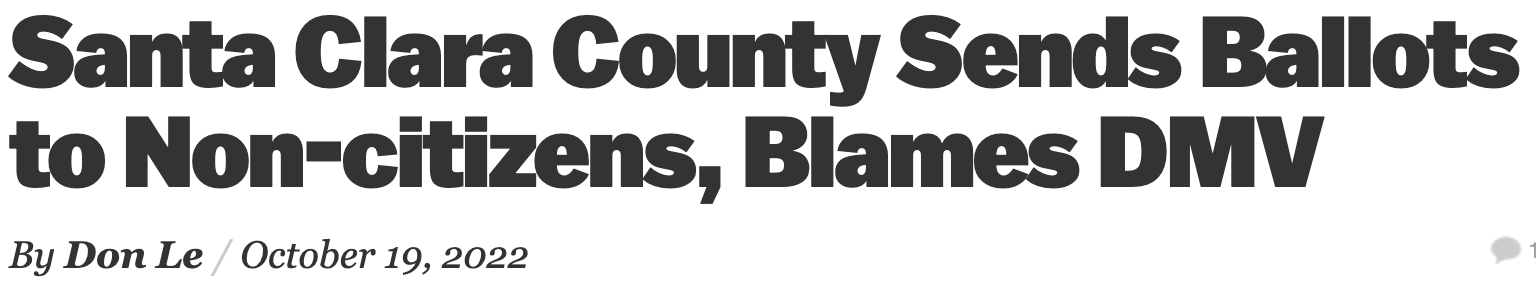 Santa Clara County Sends Ballots
to Non-citizens, Blames DMV
By Don Le / October 19, 2022
1